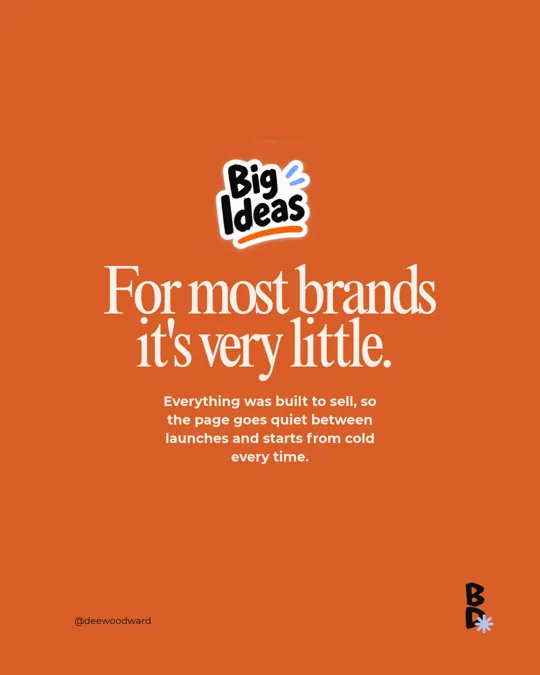 Big
Ideas
For most brands
it's very little.
Everything was built to sell, so
the page goes quiet between
launches and starts from cold
every time.
@deewoodward
B
D